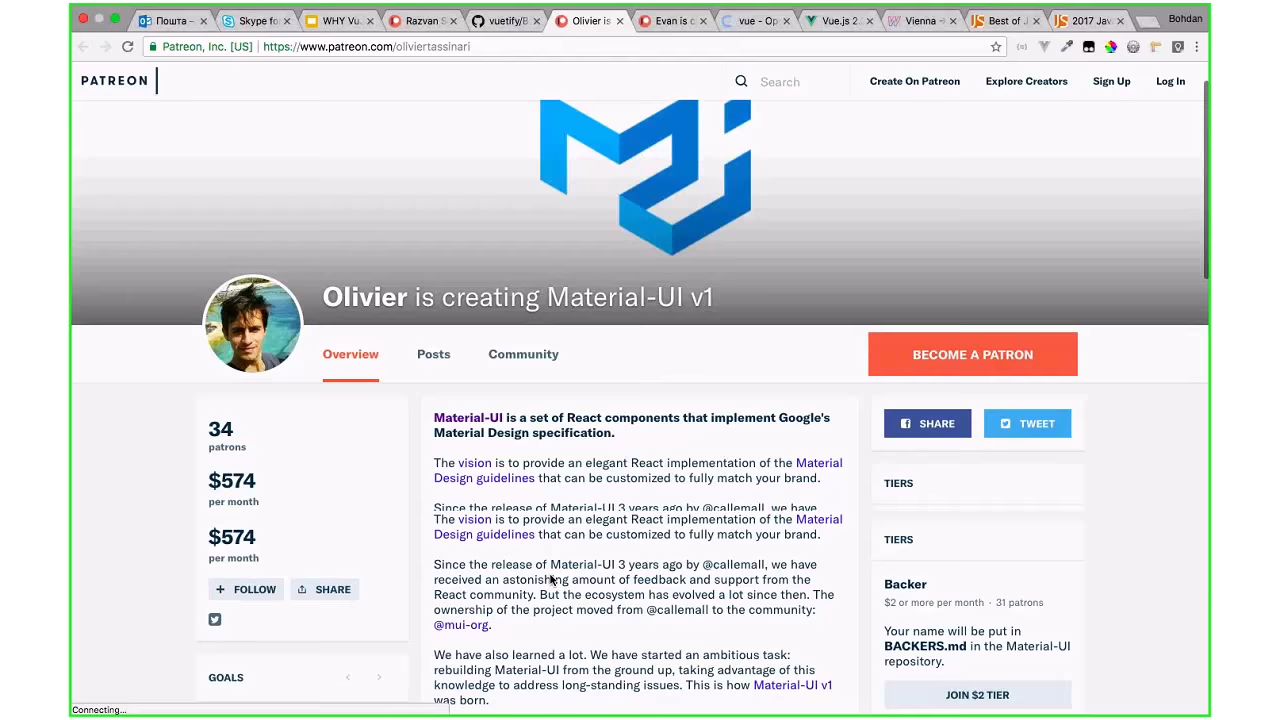 Пошта –
Skype fo
WHY Vu
Razvan S
vuetify/B
Olivier is
Evan is c
vue - Op
Vue.js 2.
Vienna
Best of J
2017 Jav
Bohdan
Patreon, Inc. [US]
https://www.patreon.com/oliviertassinari
PATREON
Search
Create On Patreon
Explore Creators
Sign Up
Log In
Olivier is creating Material-UI v1
Overview
Posts
Community
BECOME A PATRON
34
patrons
$574
per month
$574
per month
+ FOLLOW
SHARE
GOALS
Material-UI is a set of React components that implement Google's
Material Design specification.
The vision is to provide an elegant React implementation of the Material
Design guidelines that can be customized to fully match your brand.
Since the release of Material-UI 3 years ago by @callemall, we have
The vision is to provide an elegant React implementation of the Material
Design guidelines that can be customized to fully match your brand.
Since the release of Material-UI 3 years ago by @callemall, we have
received an astonishing amount of feedback and support from the
React community. But the ecosystem has evolved a lot since then. The
ownership of the project moved from @callemall to the community:
@mui-org.
We have also learned a lot. We have started an ambitious task:
rebuilding Material-UI from the ground up, taking advantage of this
knowledge to address long-standing issues. This is how Material-UI v1
was born.
SHARE
TWEET
TIERS
TIERS
Backer
$2 or more per month · 31 patrons
Your name will be put in
BACKERS.md in the Material-UI
repository.
JOIN $2 TIER
Connecting...